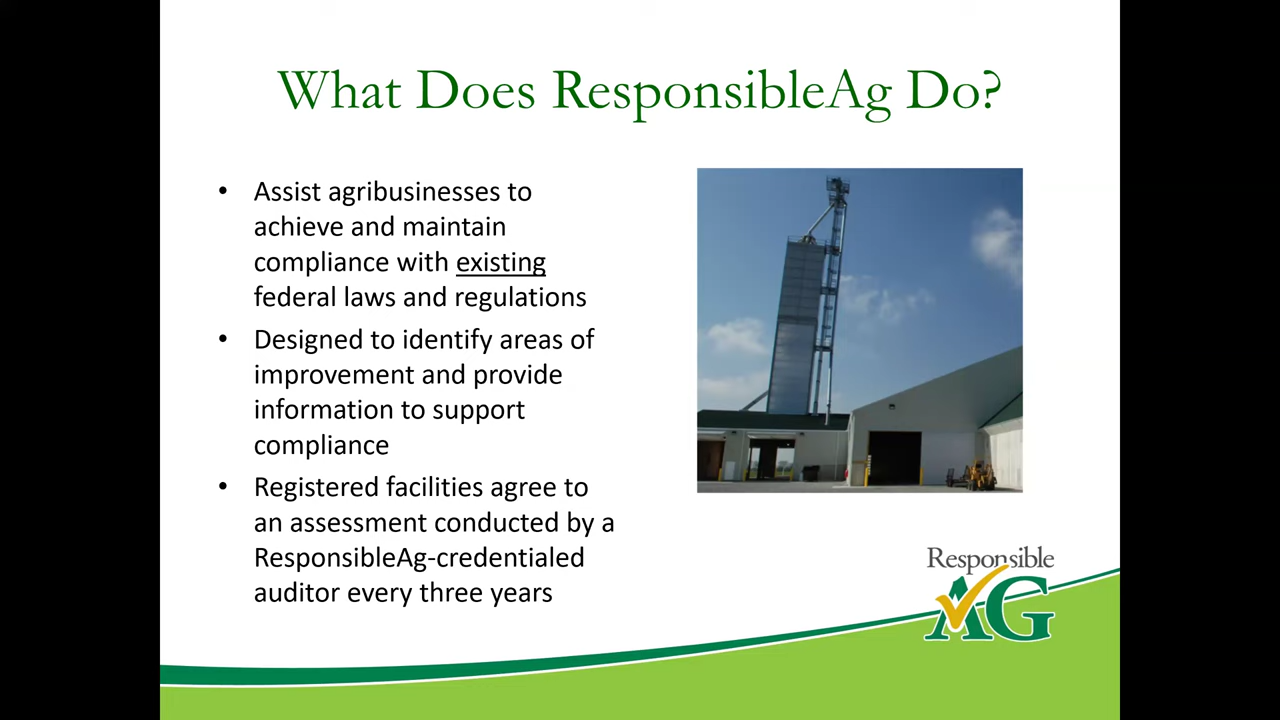 What Does ResponsibleAg Do?
• Assist agribusinesses to
achieve and maintain
compliance with existing
federal laws and regulations
• Designed to identify areas of
improvement and provide
information to support
compliance
• Registered facilities agree to
an assessment conducted by a
ResponsibleAg-credentialed
auditor every three years
Responsible
AG